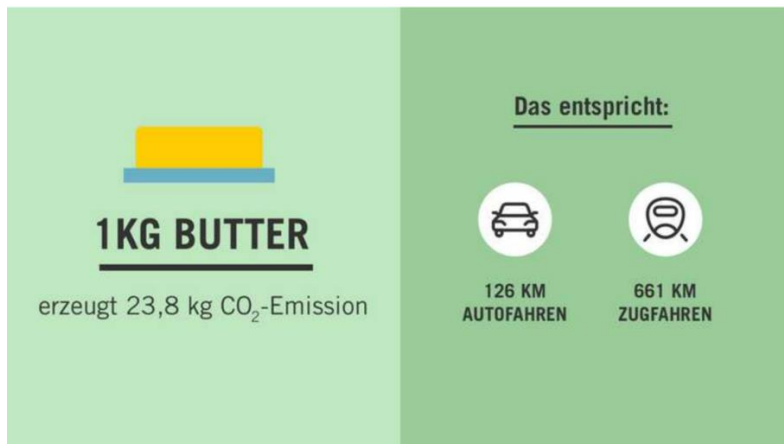 1KG BUTTER
erzeugt 23,8 kg CO₂-Emission
Das entspricht:
126 KM
AUTOFAHREN
661 KM
ZUGFAHREN